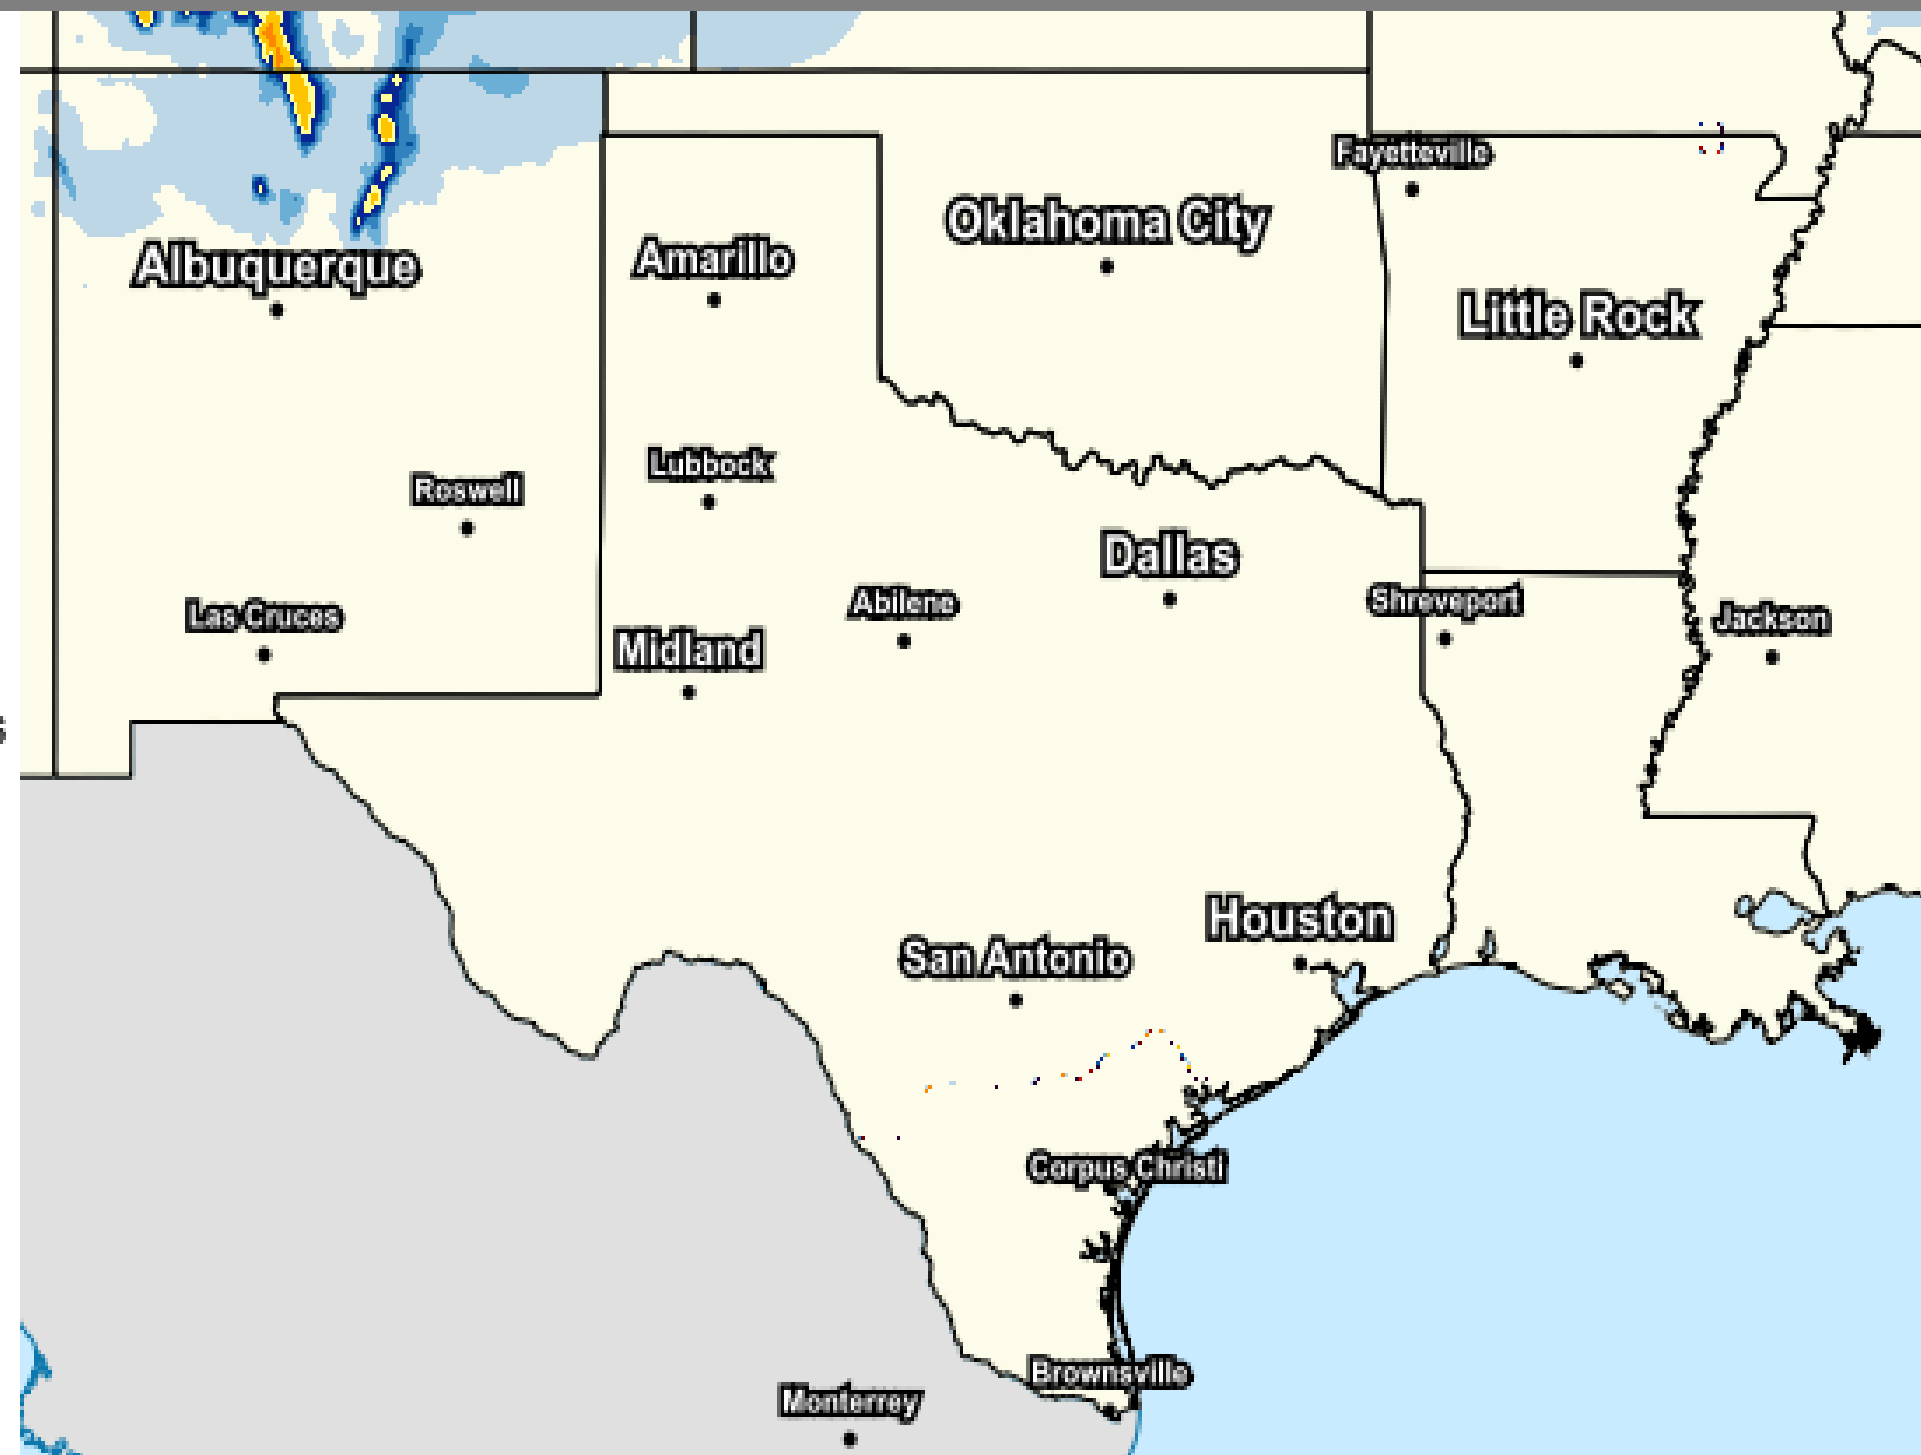 Fayetteville
Oklahoma City
Albuquerque
Amarillo
Little Rock
Lubbock
Roswell
Dallas
Abilene
Shreveport
Las Cruces
Jackson
Midland
Houston
San Antonio
Corpus Christi
Brownsville
Monterrey